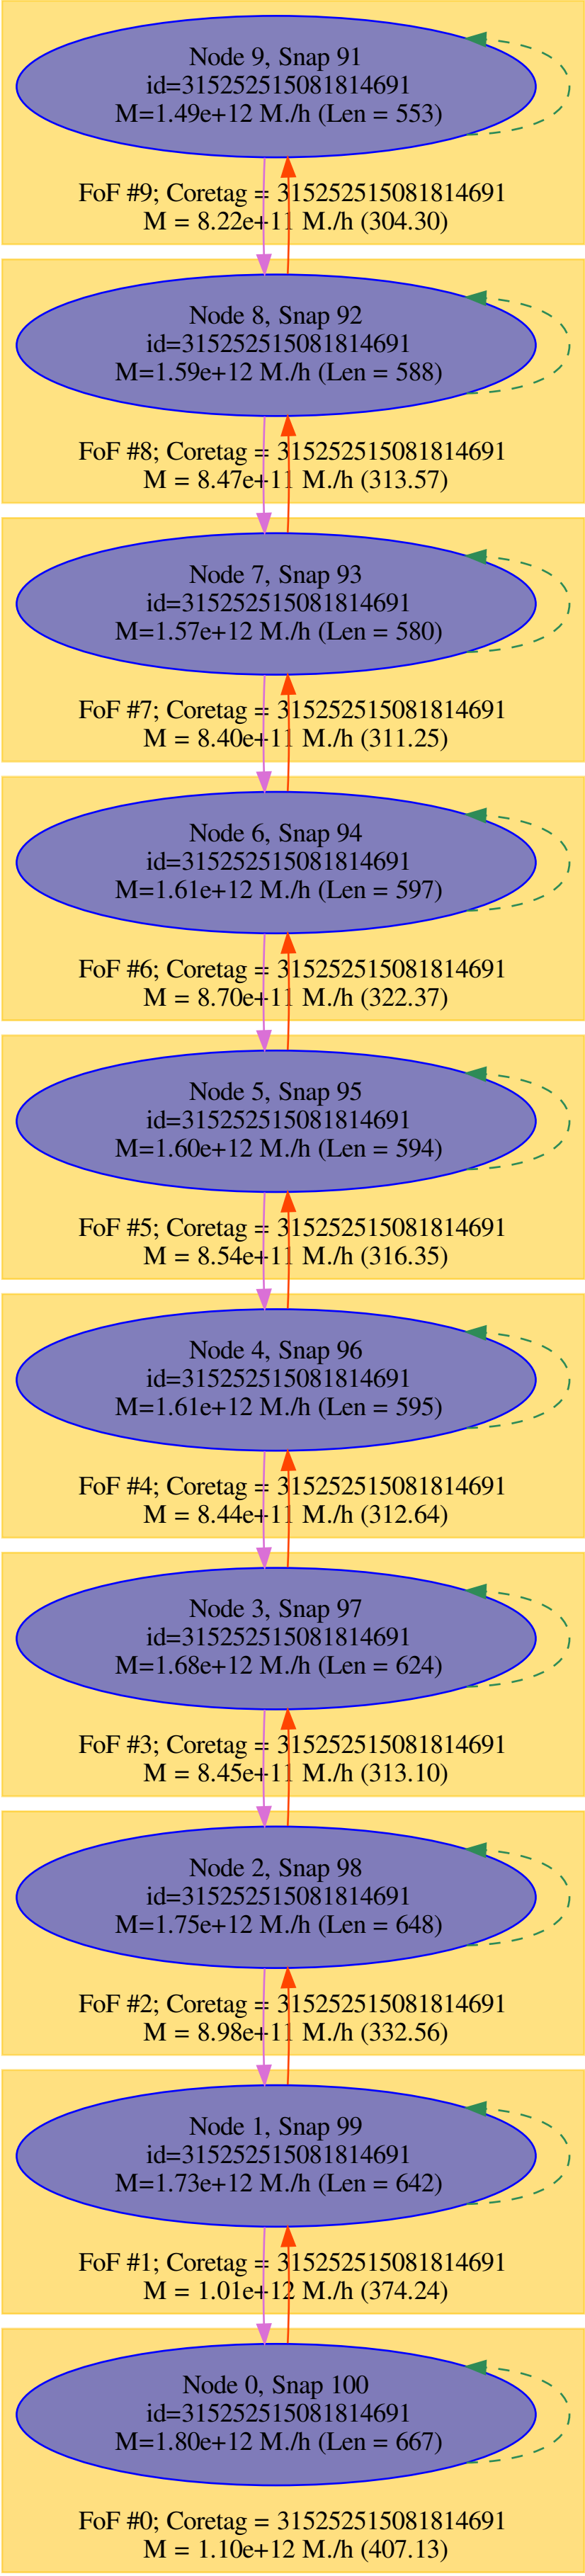 Node 9, Snap 91
id=315252515081814691
M=1.49e+12 M./h (Len = 553)
FoF #9; Coretag = 315252515081814691
M = 8.22e+11 M./h (304.30)
Node 8, Snap 92
id=315252515081814691
M=1.59e+12 M./h (Len = 588)
FoF #8; Coretag = 315252515081814691
M = 8.47e+11 M./h (313.57)
Node 7, Snap 93
id=315252515081814691
M=1.57e+12 M./h (Len = 580)
FoF #7; Coretag = 315252515081814691
M = 8.40e+11 M./h (311.25)
Node 6, Snap 94
id=315252515081814691
M=1.61e+12 M./h (Len = 597)
FoF #6; Coretag = 315252515081814691
M = 8.70e+11 M./h (322.37)
Node 5, Snap 95
id=315252515081814691
M=1.60e+12 M./h (Len = 594)
FoF #5; Coretag = 315252515081814691
M = 8.54e+11 M./h (316.35)
Node 4, Snap 96
id=315252515081814691
M=1.61e+12 M./h (Len = 595)
FoF #4; Coretag = 315252515081814691
M = 8.44e+11 M./h (312.64)
Node 3, Snap 97
id=315252515081814691
M=1.68e+12 M./h (Len = 624)
FoF #3; Coretag = 315252515081814691
M = 8.45e+11 M./h (313.10)
Node 2, Snap 98
id=315252515081814691
M=1.75e+12 M./h (Len = 648)
FoF #2; Coretag = 315252515081814691
M = 8.98e+11 M./h (332.56)
Node 1, Snap 99
id=315252515081814691
M=1.73e+12 M./h (Len = 642)
FoF #1; Coretag = 315252515081814691
M = 1.01e+12 M./h (374.24)
Node 0, Snap 100
id=315252515081814691
M=1.80e+12 M./h (Len = 667)
FoF #0; Coretag = 315252515081814691
M = 1.10e+12 M./h (407.13)